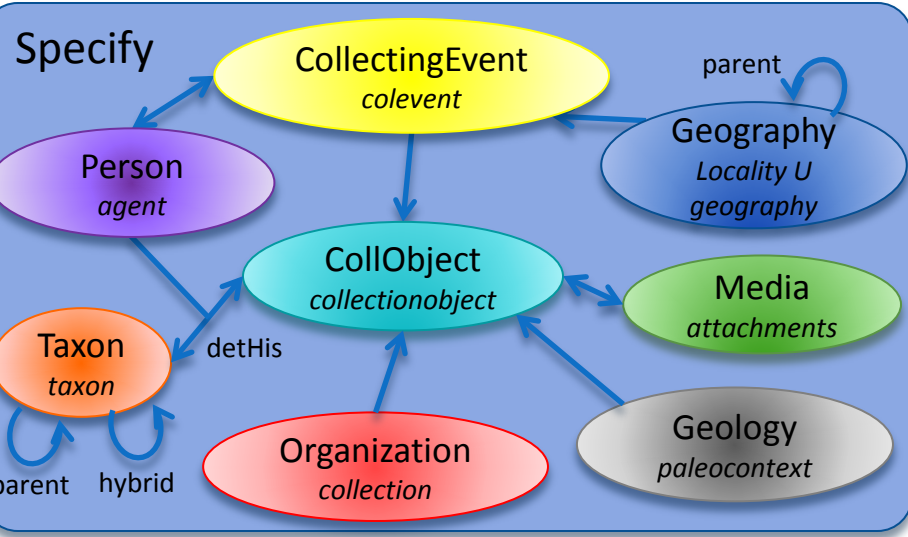 Specify
CollectingEvent
colevent
parent
Geography
Locality U
geography
Person
agent
CollObject
collectionobject
Media
attachments
Taxon
taxon
detHis
Geology
paleocontext
Organization
collection
parent
hybrid